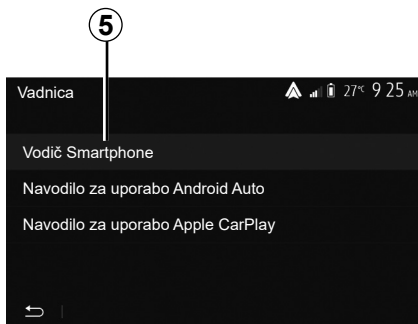 5
Vadnica 27°C 9 25 AM
Vodič Smartphone
Navodilo za uporabo Android Auto
Navodilo za uporabo Apple CarPlay